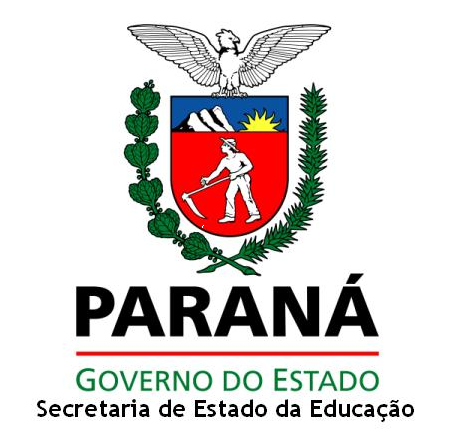 PARANÁ
GOVERNO DO ESTADO
Secretaria de Estado da Educação